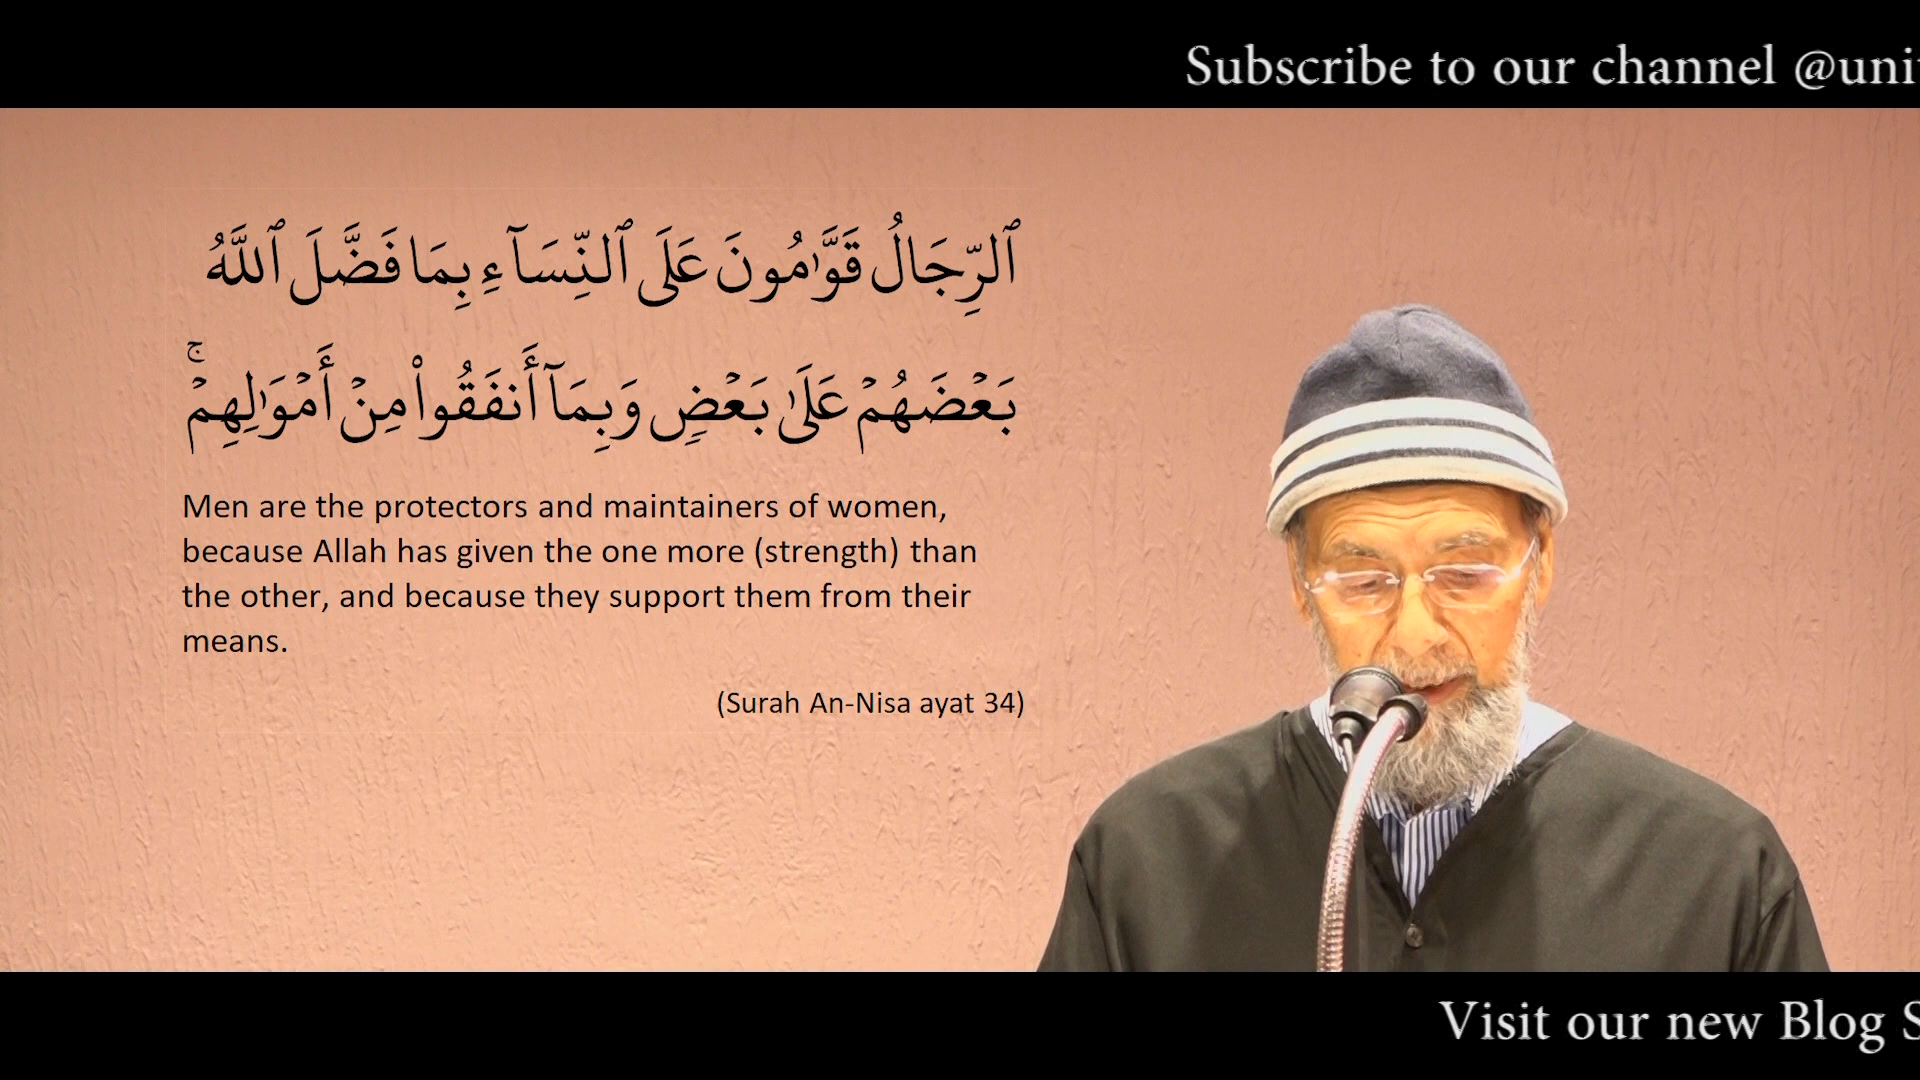 Subscribe to our channel
ٱلرِّجَالُ قَوَّٰمُونَ عَلَى ٱلنِّسَآءِ بِمَا فَضَّلَ ٱللَّهُ
بَعۡضَهُمۡ عَلَىٰ بَعۡضٖ وَبِمَآ أَنفَقُواْ مِنۡ أَمۡوَٰلِهِمۡۚ
Men are the protectors and maintainers of women,
because Allah has given the one more (strength) than
the other, and because they support them from their
means.
(Surah An-Nisa ayat 34)
Visit our new Blog